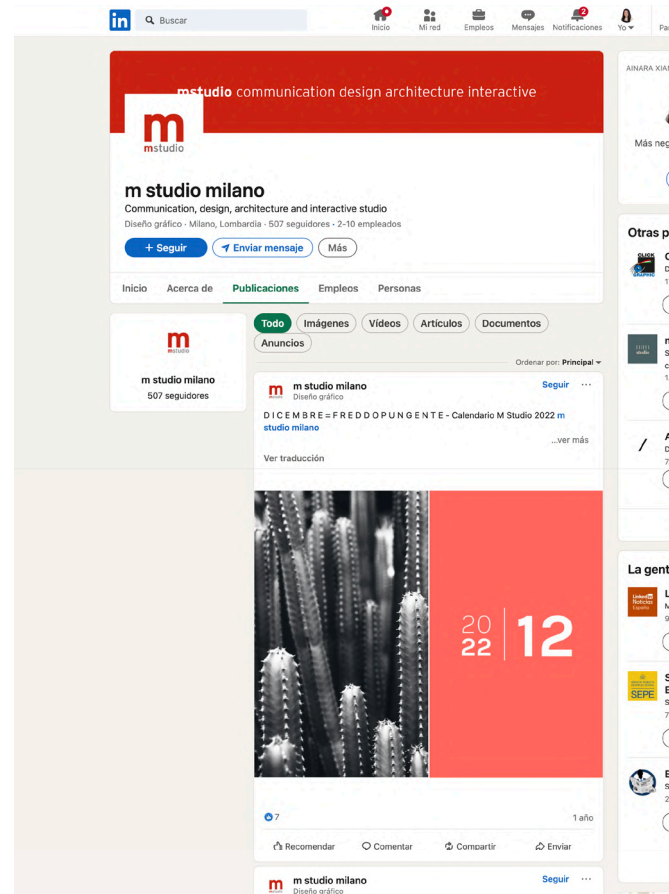 in
Buscar
Inicio
Mi red
Empleos
Mensajes
2
Notificaciones
Yo
mstudio communication design architecture interactive
m
mstudio
m studio milano
Communication, design, architecture and interactive studio
Diseño gráfico · Milano, Lombardia · 507 seguidores · 2-10 empleados
+ Seguir
Enviar mensaje
Más
Inicio
Acerca de
Publicaciones
Empleos
Personas
m
mstudio
m studio milano
507 seguidores
Todo
Imágenes
Vídeos
Artículos
Documentos
Anuncios
Ordenar por: Principal
m studio milano
Diseño gráfico
Seguir
D I C E M B R E = F R E D D O P U N G E N T E - Calendario M Studio 2022 m
studio milano
...ver más
Ver traducción
20
22
12
7
1 año
Recomendar
Comentar
Compartir
Enviar
m studio milano
Diseño gráfico
Seguir
AINARA
Más
Otras
La
SEPE